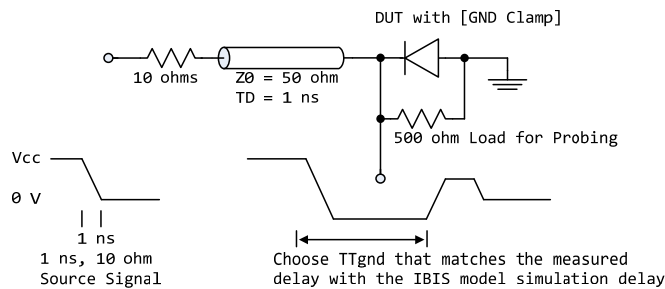 DUT with [GND Clamp]
10 ohms
Z0 = 50 ohm
TD = 1 ns
500 ohm Load for Probing
Vcc
0 V
1 ns
1 ns, 10 ohm
Source Signal
Choose TTgnd that matches the measured
delay with the IBIS model simulation delay